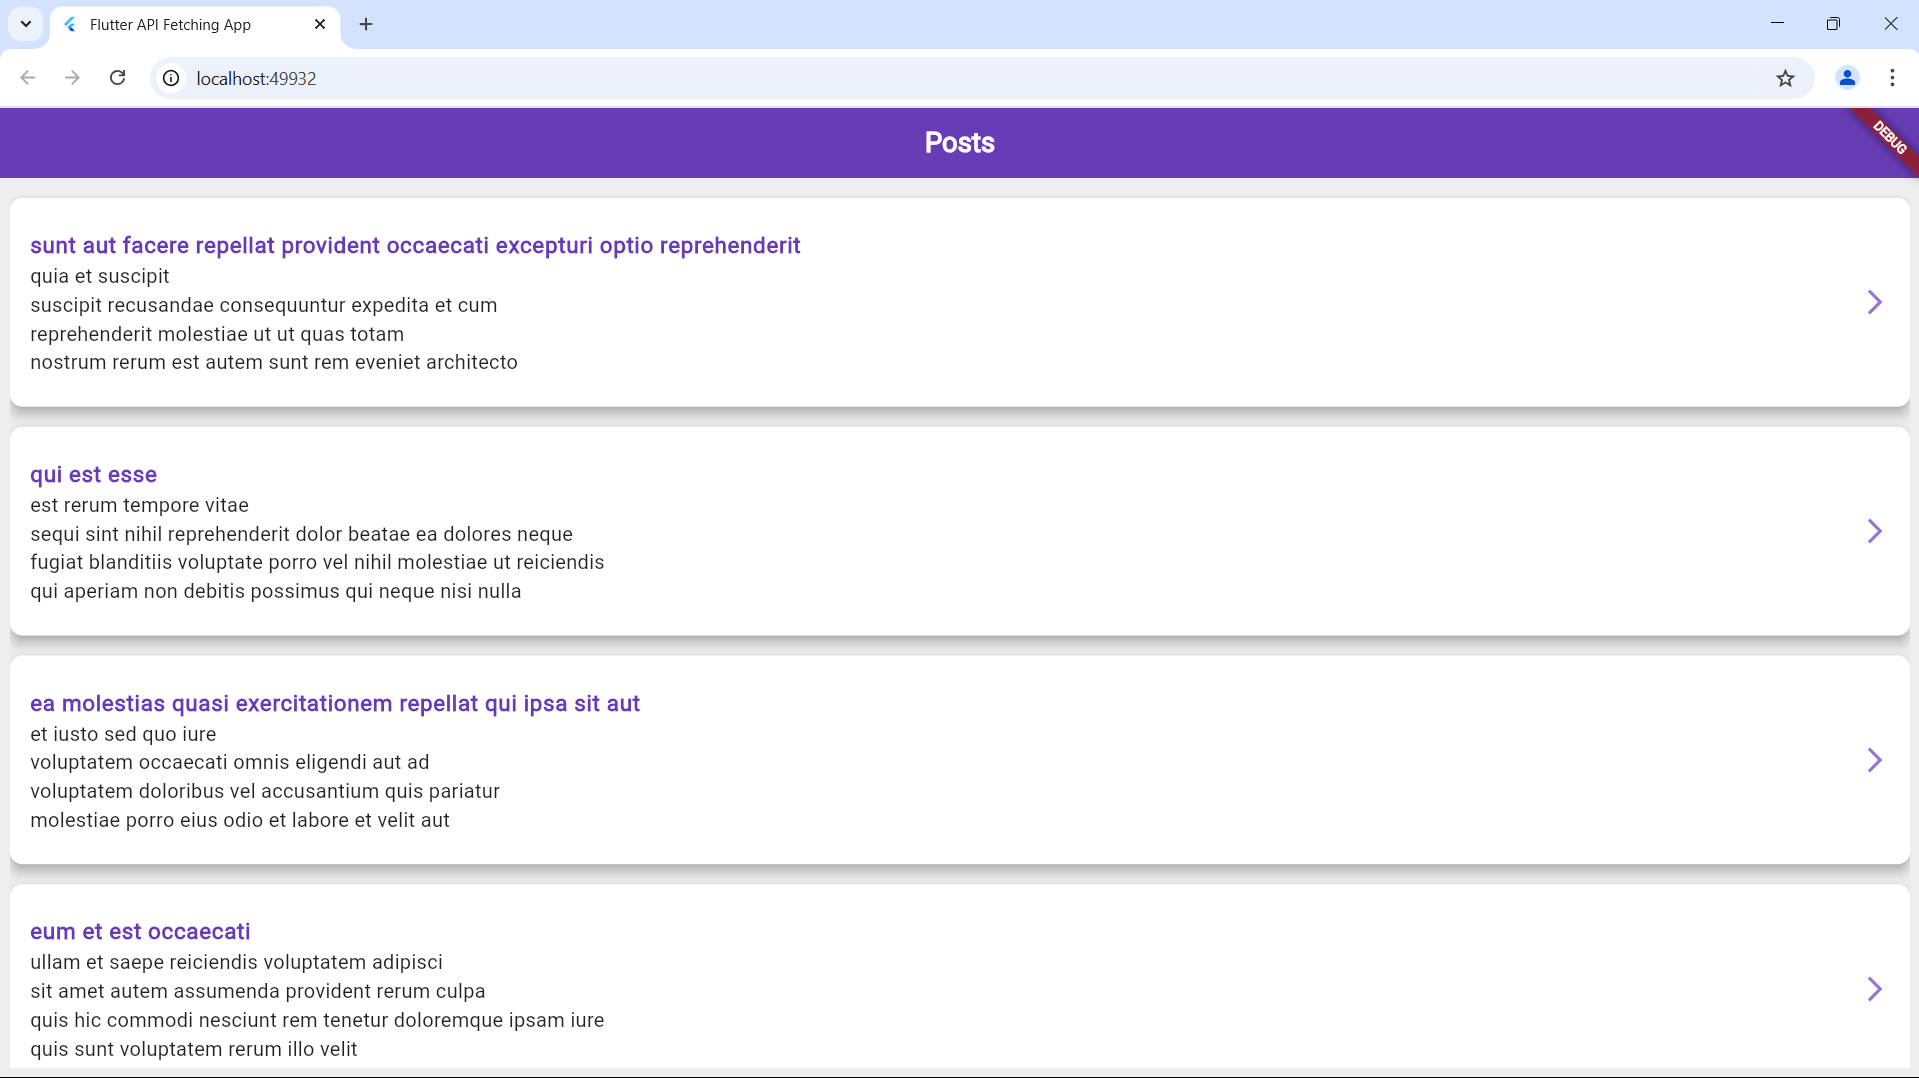 Flutter API Fetching App
localhost:49932
Posts
DEBUG
sunt aut facere repellat provident occaecati excepturi optio reprehenderit
quia et suscipit
suscipit recusandae consequuntur expedita et cum
reprehenderit molestiae ut ut quas totam
nostrum rerum est autem sunt rem eveniet architecto
qui est esse
est rerum tempore vitae
sequi sint nihil reprehenderit dolor beatae ea dolores neque
fugiat blanditiis voluptate porro vel nihil molestiae ut reiciendis
qui aperiam non debitis possimus qui neque nisi nulla
ea molestias quasi exercitationem repellat qui ipsa sit aut
et iusto sed quo iure
voluptatem occaecati omnis eligendi aut ad
voluptatem doloribus vel accusantium quis pariatur
molestiae porro eius odio et labore et velit aut
eum et est occaecati
ullam et saepe reiciendis voluptatem adipisci
sit amet autem assumenda provident rerum culpa
quis hic commodi nesciunt rem tenetur doloremque ipsam iure
quis sunt voluptatem rerum illo velit